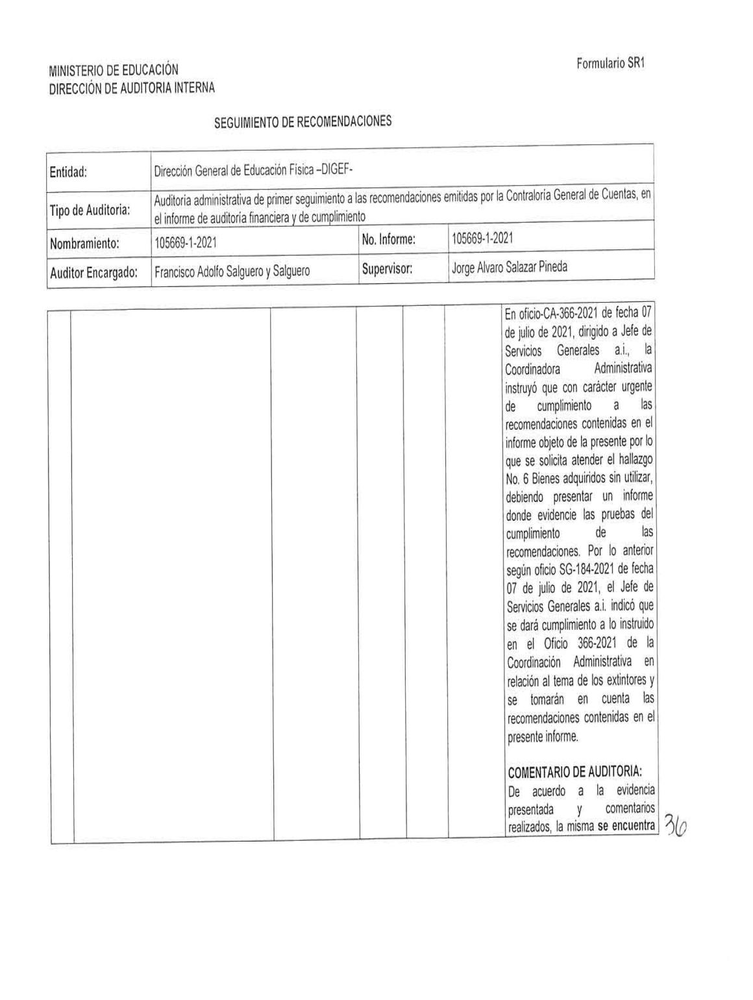 MINISTERIO DE EDUCACIÓN
DIRECCIÓN DE AUDITORIA INTERNA
Formulario SR1
SEGUIMIENTO DE RECOMENDACIONES
Entidad: Dirección General de Educación Física –DIGEF-
Tipo de Auditoria: Auditoria administrativa de primer seguimiento a las recomendaciones emitidas por la Contraloría General de Cuentas, en
el informe de auditoría financiera y de cumplimiento
Nombramiento: 105669-1-2021 No. Informe: 105669-1-2021
Auditor Encargado: Francisco Adolfo Salguero y Salguero Supervisor: Jorge Alvaro Salazar Pineda
En oficio-CA-366-2021 de fecha 07
de julio de 2021, dirigido a Jefe de
Servicios Generales a.i., la
Coordinadora Administrativa
instruyó que con carácter urgente
de cumplimiento a las
recomendaciones contenidas en el
informe objeto de la presente por lo
que se solicita atender el hallazgo
No. 6 Bienes adquiridos sin utilizar,
debiendo presentar un informe
donde evidencie las pruebas del
cumplimiento de las
recomendaciones. Por lo anterior
según oficio SG-184-2021 de fecha
07 de julio de 2021, el Jefe de
Servicios Generales a.i. indicó que
se dará cumplimiento a lo instruido
en el Oficio 366-2021 de la
Coordinación Administrativa en
relación al tema de los extintores y
se tomarán en cuenta las
recomendaciones contenidas en el
presente informe.
COMENTARIO DE AUDITORIA:
De acuerdo a la evidencia
presentada y comentarios
realizados, la misma se encuentra
36